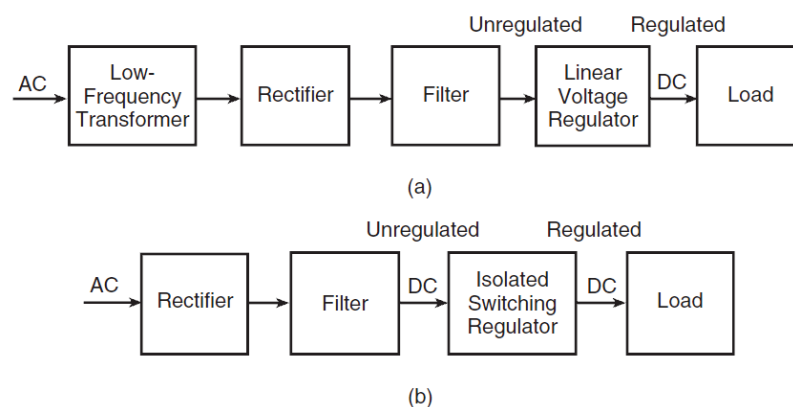 Unregulated Regulated
AC
Low-
Frequency
Transformer
Rectifier
Filter
Linear
Voltage
Regulator
DC
Load
(a)
Unregulated Regulated
AC
Rectifier
Filter
DC
Isolated
Switching
Regulator
DC
Load
(b)